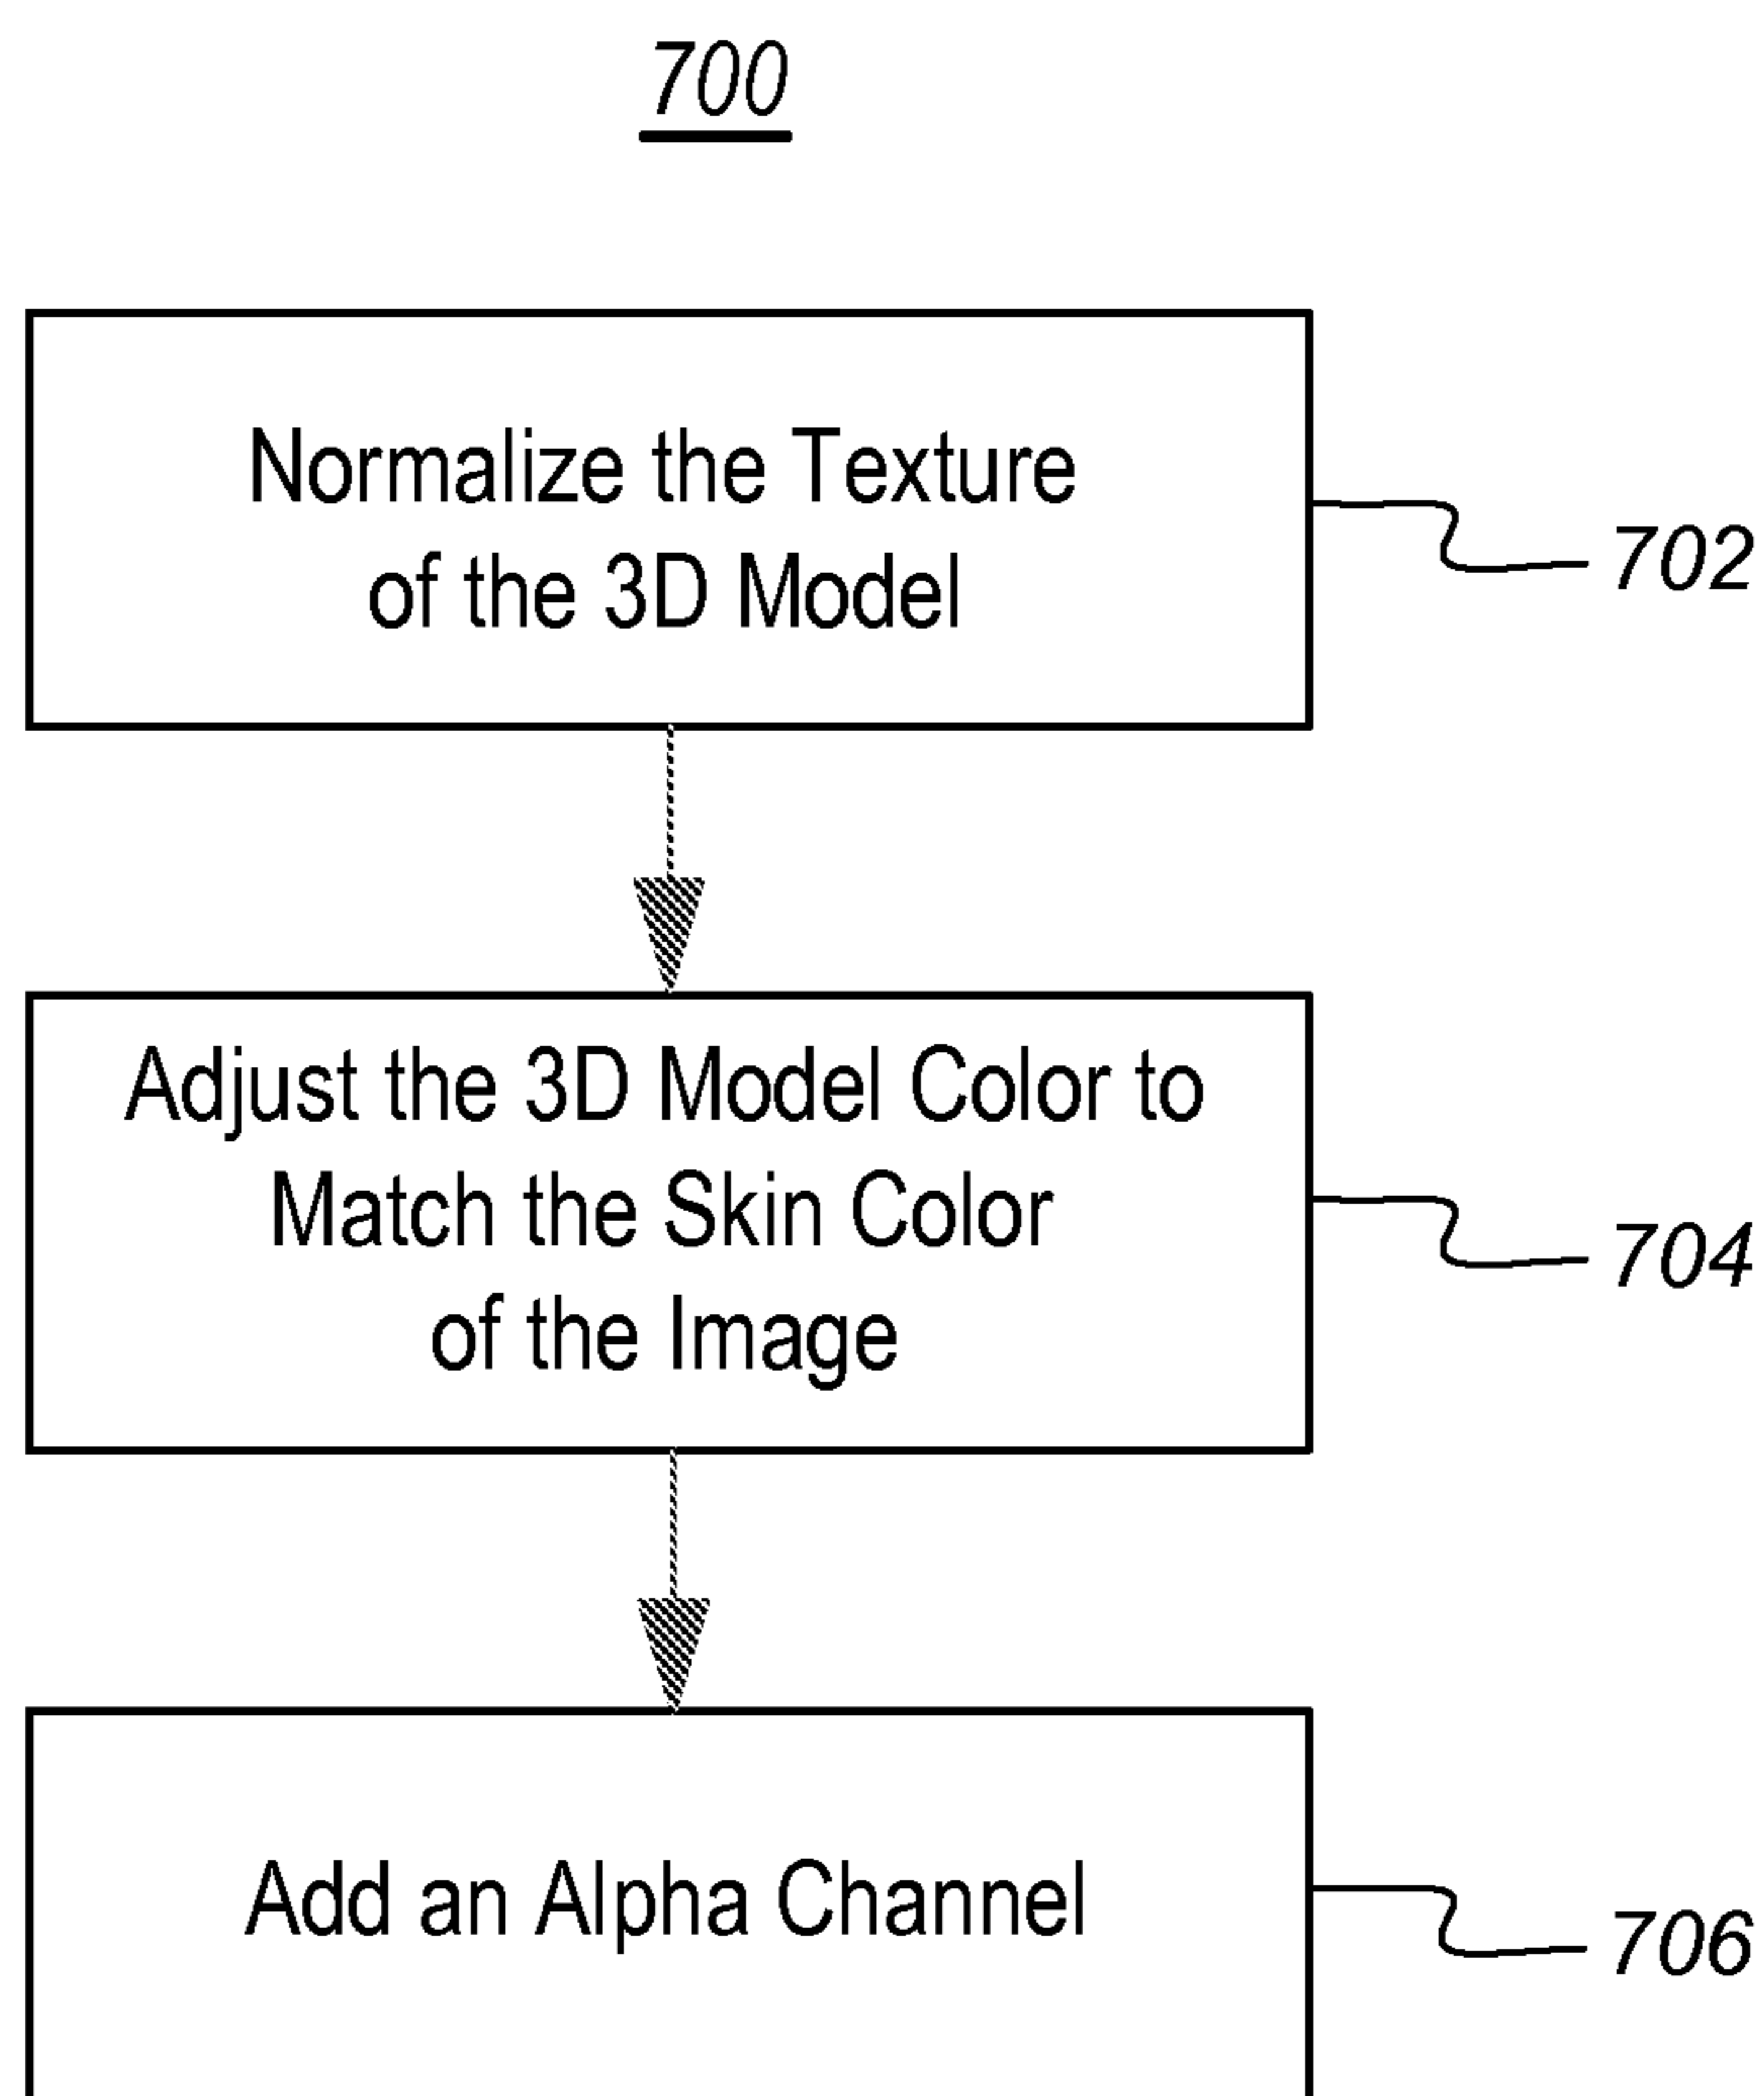 700
Normalize the Texture
of the 3D Model
702
Adjust the 3D Model Color to
Match the Skin Color
of the Image
704
Add an Alpha Channel
706